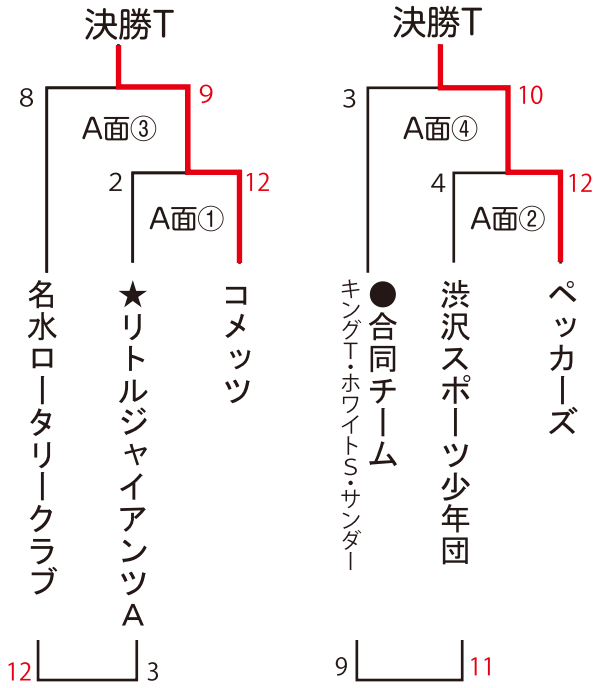 決勝T
8
9
A面③
2
12
A面①
名水ロータリークラブ
★リトルジャイアンツA
コメッツ
12
3
決勝T
3
10
A面④
4
12
A面②
●合同チーム
キングT・ホワイトS・サンダー
渋沢スポーツ少年団
ペッカーズ
9
11